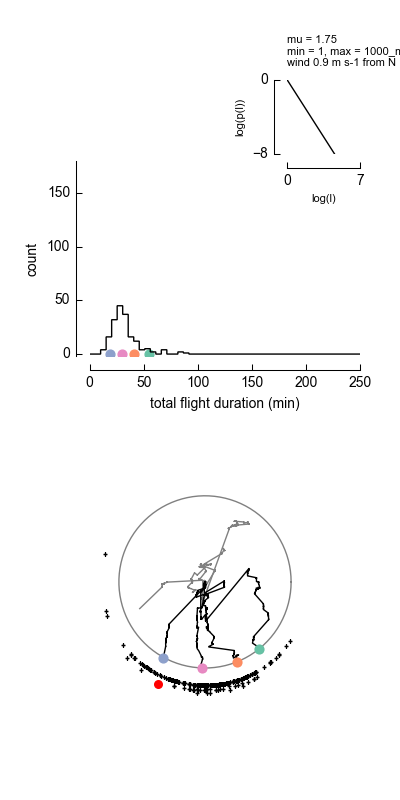 mu = 1.75
min = 1, max = 1000_m
wind 0.9 m s-1 from N
0
log(p(l))
−8
0
7
log(l)
150
100
count
50
0
0
50
100
150
200
250
total flight duration (min)